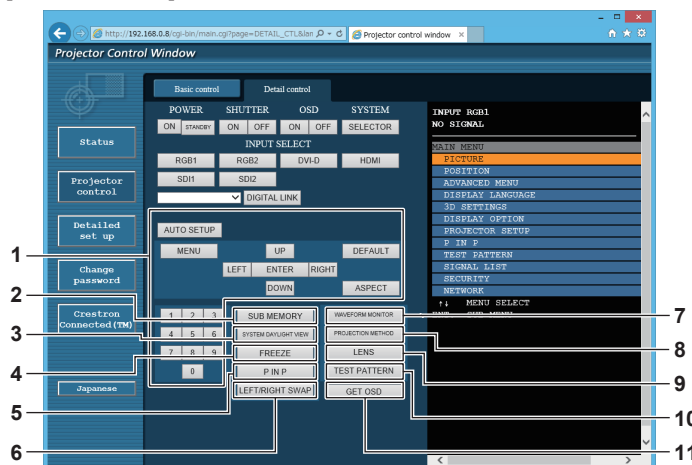 http://192.168.0.8/cgi-bin/main.cgi?page=DETAIL_CTL&lan
Projector control window
Projector Control Window
Basic control
Detail control
POWER SHUTTER OSD SYSTEM
ON STANDBY ON OFF ON OFF SELECTOR
INPUT SELECT
RGB1 RGB2 DVI-D HDMI
SDI1 SDI2
DIGITAL LINK
AUTO SETUP
MENU UP DEFAULT
LEFT ENTER RIGHT
DOWN ASPECT
1 2 3 SUB MEMORY WAVEFORM MONITOR
4 5 6 SYSTEM DAYLIGHT VIEW PROJECTION METHOD
7 8 9 FREEZE LENS
0 P IN P TEST PATTERN
LEFT/RIGHT SWAP GET OSD
Status
Projector
control
Detailed
set up
Change
password
Crestron
Connected(TM)
Japanese
INPUT RGB1
NO SIGNAL
MAIN MENU
PICTURE
POSITION
ADVANCED MENU
DISPLAY LANGUAGE
3D SETTINGS
DISPLAY OPTION
PROJECTOR SETUP
P IN P
TEST PATTERN
SIGNAL LIST
SECURITY
NETWORK
↑↓ MENU SELECT
SUB MENU
1
2
3
4
5
6
7
8
9
10
11